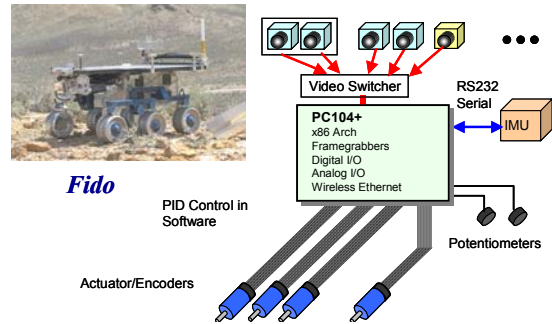 Video Switcher
RS232
Serial
PC104+
x86 Arch
Framegrabbers
Digital I/O
Analog I/O
Wireless Ethernet
IMU
Fido
PID Control in
Software
Potentiometers
Actuator/Encoders